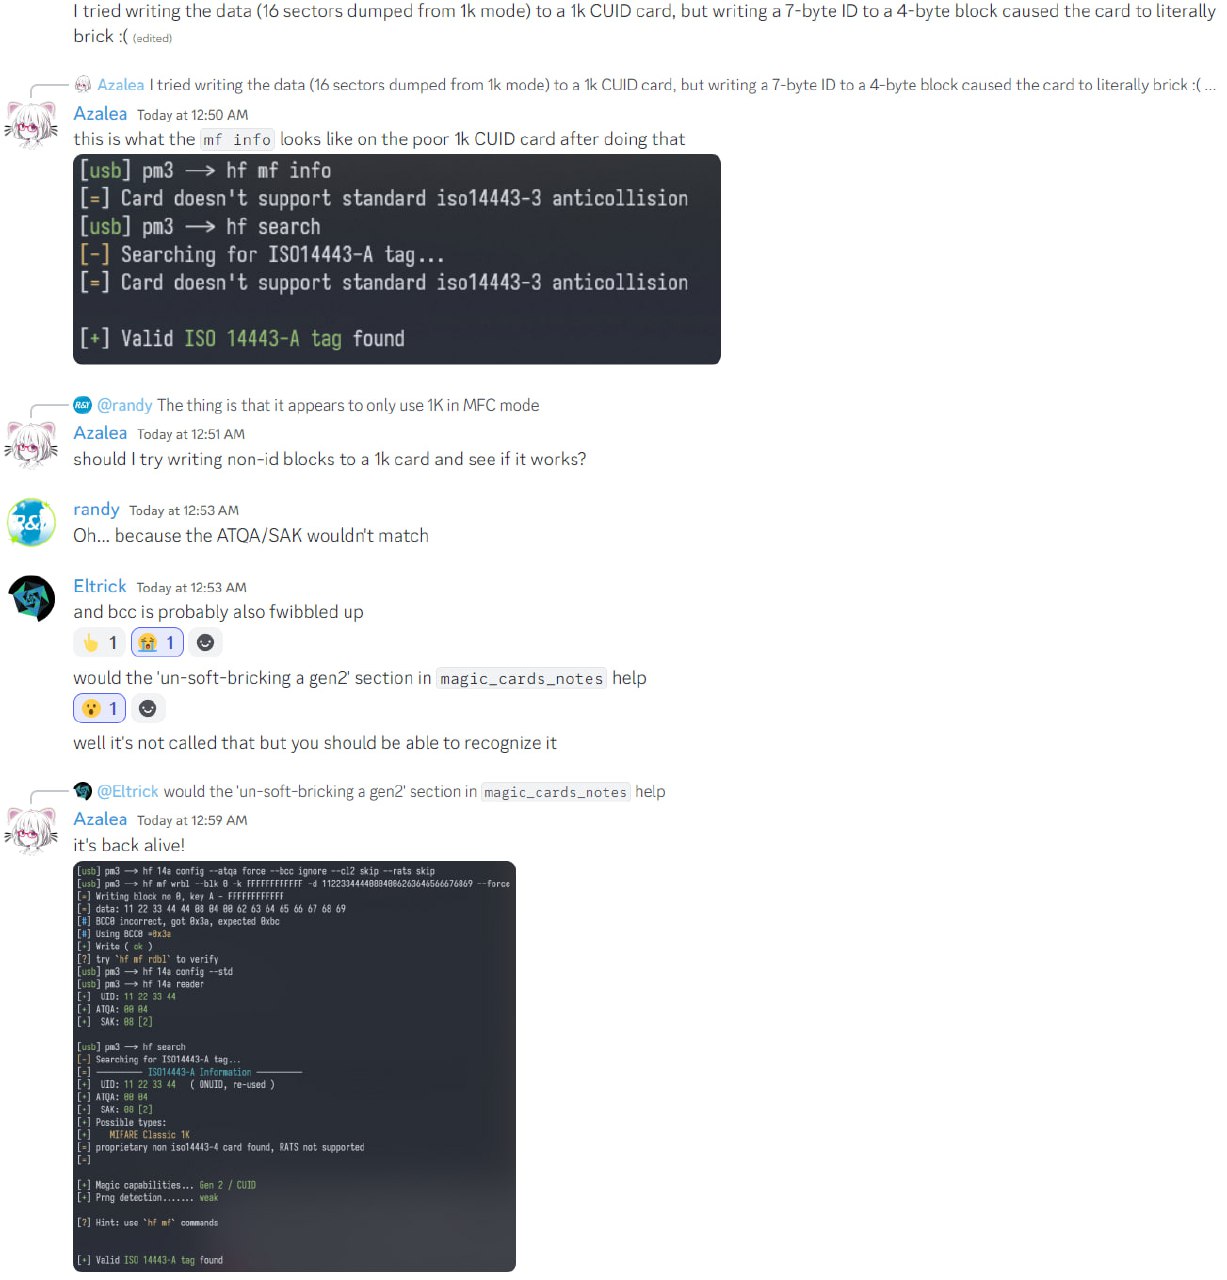 I tried writing the data (16 sectors dumped from 1k mode) to a 1k CUID card, but writing a 7-byte ID to a 4-byte block caused the card to literally
brick :( (edited)
Azalea I tried writing the data (16 sectors dumped from 1k mode) to a 1k CUID card, but writing a 7-byte ID to a 4-byte block caused the card to literally brick :( ...
Azalea Today at 12:50 AM
this is what the mf info looks like on the poor 1k CUID card after doing that
[usb] pm3 --> hf mf info
[=] Card doesn't support standard iso14443-3 anticollision
[usb] pm3 --> hf search
[-] Searching for ISO14443-A tag...
[=] Card doesn't support standard iso14443-3 anticollision
[+] Valid ISO 14443-A tag found
R&Y @randy The thing is that it appears to only use 1K in MFC mode
Azalea Today at 12:51 AM
should I try writing non-id blocks to a 1k card and see if it works?
R&
randy Today at 12:53 AM
Oh... because the ATQA/SAK wouldn't match
Eltrick Today at 12:53 AM
and bcc is probably also fwibbled up
1 1
would the 'un-soft-bricking a gen2' section in magic_cards_notes help
1
well it's not called that but you should be able to recognize it
@Eltrick would the 'un-soft-bricking a gen2' section in magic_cards_notes help
Azalea Today at 12:59 AM
it's back alive!
[usb] pm3 --> hf 14a config --atqa force --bcc ignore --cl2 skip --rats skip
[usb] pm3 --> hf mf wrbl --blk 0 -k FFFFFFFFFFFF -d 11223344440804006263646566676869 --force
[=] Writing block no 0, key A - FFFFFFFFFFFF
[=] data: 11 22 33 44 44 08 04 00 62 63 64 65 66 67 68 69
[#] BCC0 incorrect, got 0x3a, expected 0xbc
[#] Using BCC0 =0x3a
[+] Write ( ok )
[?] try `hf mf rdbl` to verify
[usb] pm3 --> hf 14a config --std
[usb] pm3 --> hf 14a reader
[+] UID: 11 22 33 44
[+] ATQA: 00 04
[+] SAK: 08 [2]
[usb] pm3 --> hf search
[-] Searching for ISO14443-A tag...
[=] ---------- ISO14443-A Information ----------
[+] UID: 11 22 33 44 ( ONUID, re-used )
[+] ATQA: 00 04
[+] SAK: 08 [2]
[+] Possible types:
[+] MIFARE Classic 1K
[=] proprietary non iso14443-4 card found, RATS not supported
[=]
[+] Magic capabilities... Gen 2 / CUID
[+] Prng detection....... weak
[?] Hint: use `hf mf` commands
[+] Valid ISO 14443-A tag found